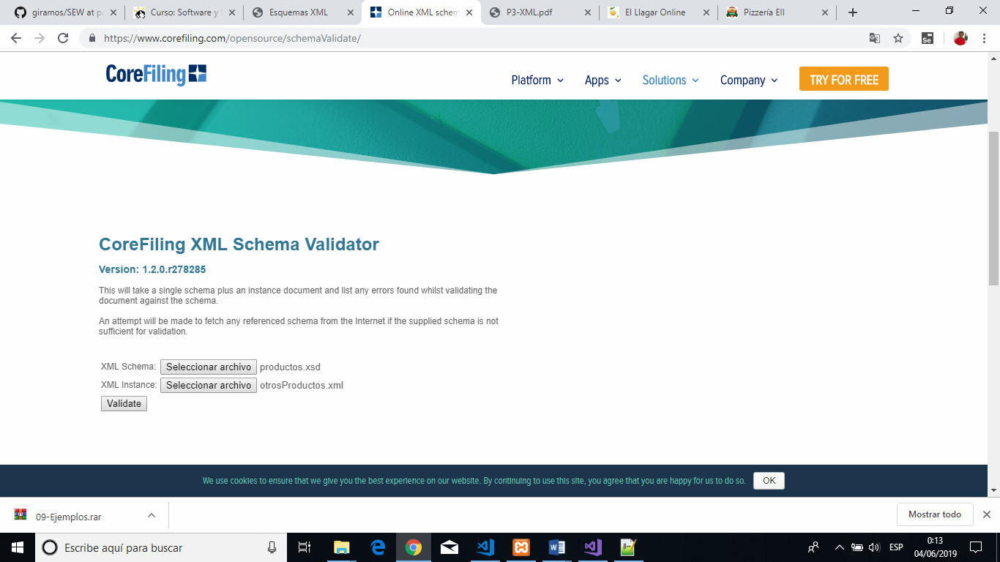 giramos/SEW at pr
Curso: Software y
Esquemas XML
Online XML schem
P3-XML.pdf
El Llagar Online
Pizzería EII
https://www.corefiling.com/opensource/schemaValidate/
Se
CoreFiling
Platform
Apps
Solutions
Company
TRY FOR FREE
CoreFiling XML Schema Validator
Version: 1.2.0.r278285
This will take a single schema plus an instance document and list any errors found whilst validating the
document against the schema.
An attempt will be made to fetch any referenced schema from the Internet if the supplied schema is not
sufficient for validation.
XML Schema: Seleccionar archivo productos.xsd
XML Instance: Seleccionar archivo otrosProductos.xml
Validate
We use cookies to ensure that we give you the best experience on our website. By continuing to use this site, you agree that you are happy for us to do so. OK
09-Ejemplos.rar
Mostrar todo
Escribe aquí para buscar
ESP
0:13
04/06/2019